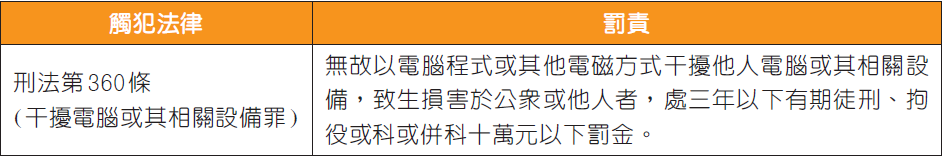 觸犯法律
罰責
刑法第360條
(干擾電腦或其相關設備罪)
無故以電腦程式或其他電磁方式干擾他人電腦或其相關設
備，致生損害於公眾或他人者，處三年以下有期徒刑、拘
役或科或併科十萬元以下罰金。